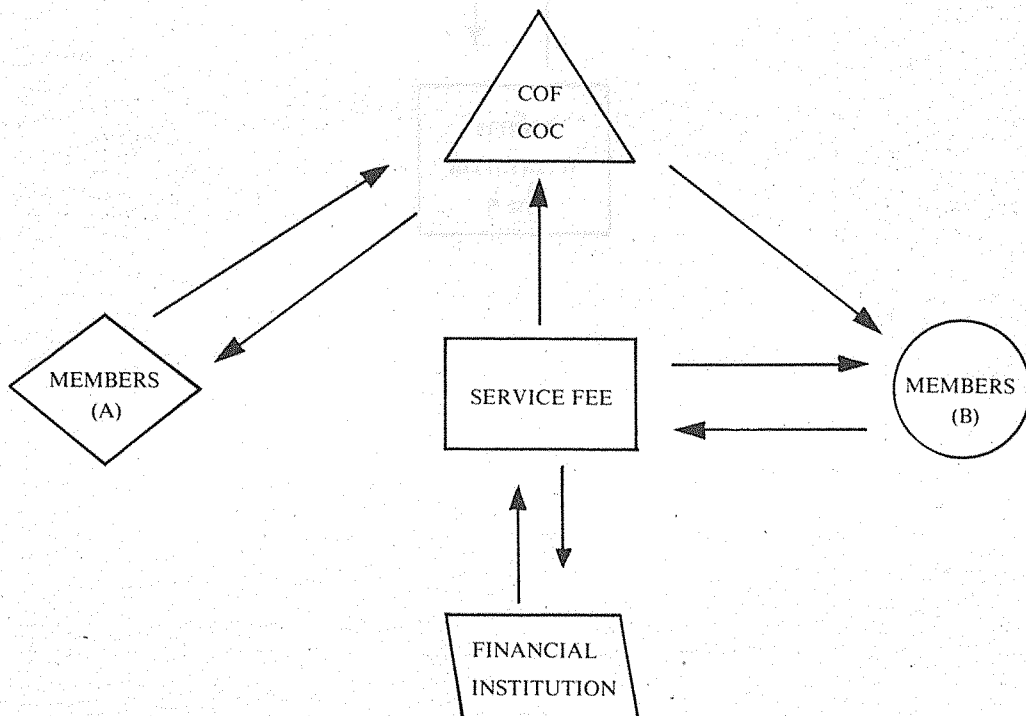 COF
COC
MEMBERS
(A)
SERVICE FEE
MEMBERS
(B)
FINANCIAL
INSTITUTION